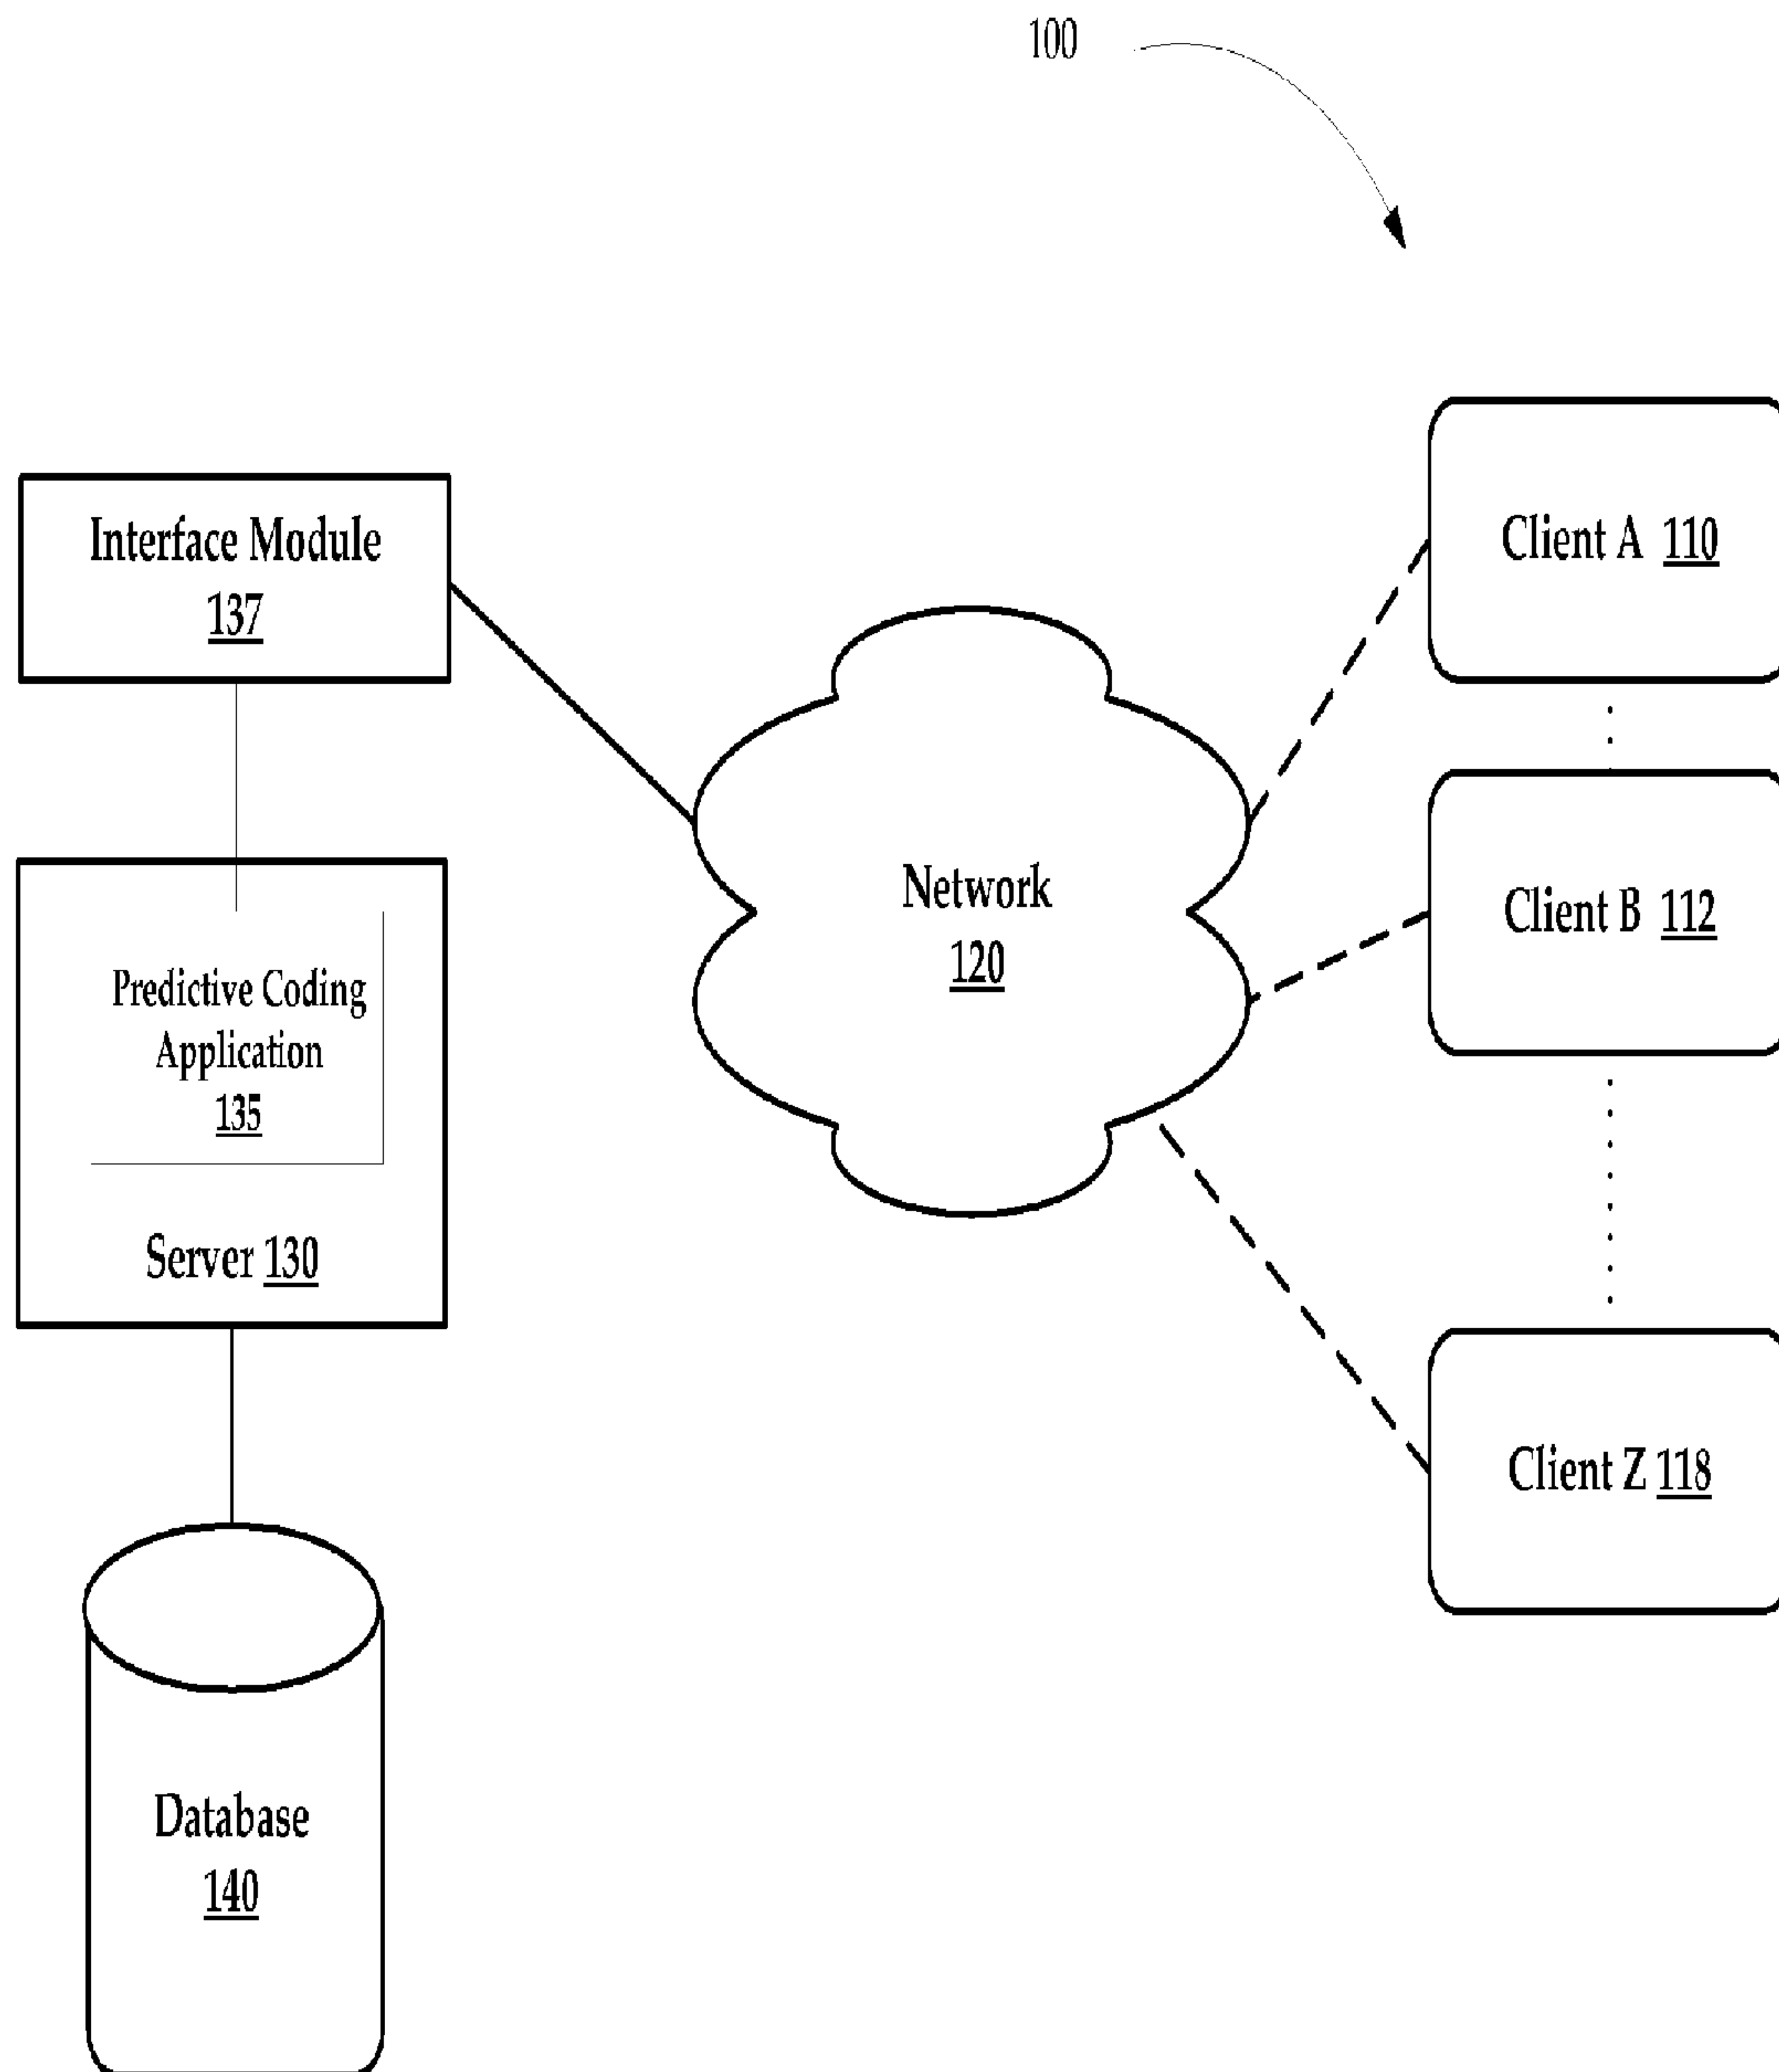 100
Interface Module
137
Predictive Coding
Application
135
Server 130
Database
140
Network
120
Client A 110
Client B 112
Client Z 118